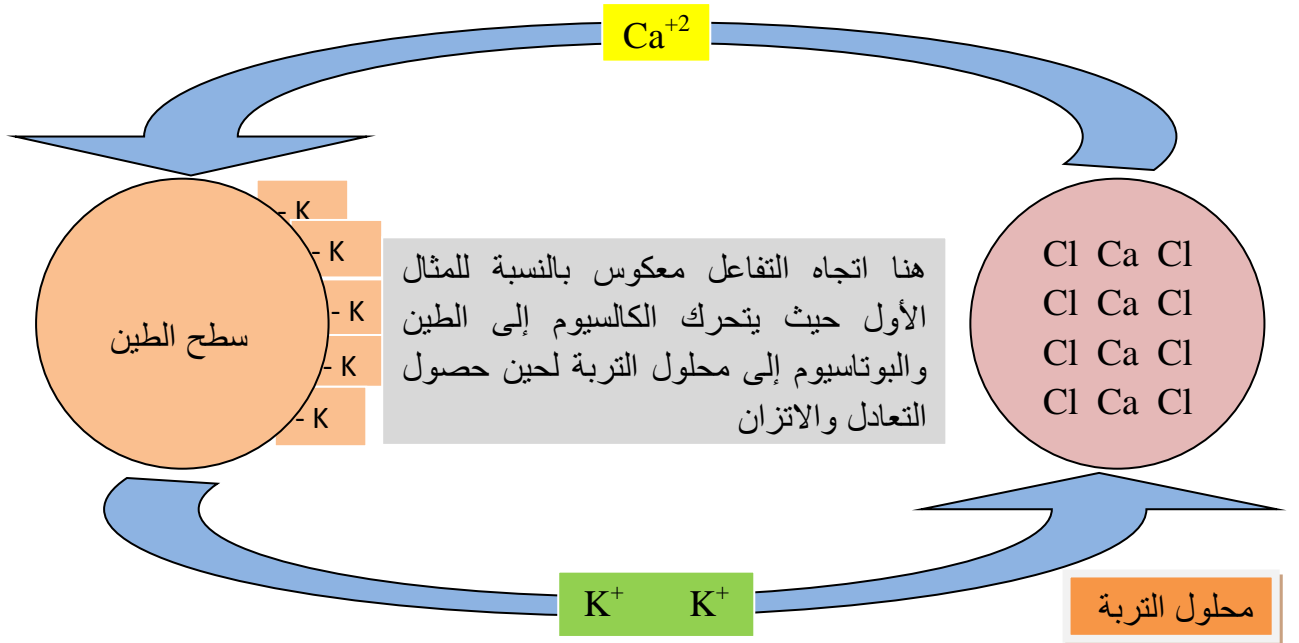 Ca+2
- K
- K
- K
- K
- K
سطح الطين
هنا اتجاه التفاعل معكوس بالنسبة للمثال
الأول حيث يتحرك الكالسيوم إلى الطين
والبوتاسيوم إلى محلول التربة لحين حصول
التعادل والاتزان
Cl Ca Cl
Cl Ca Cl
Cl Ca Cl
Cl Ca Cl
K+ K+
محلول التربة